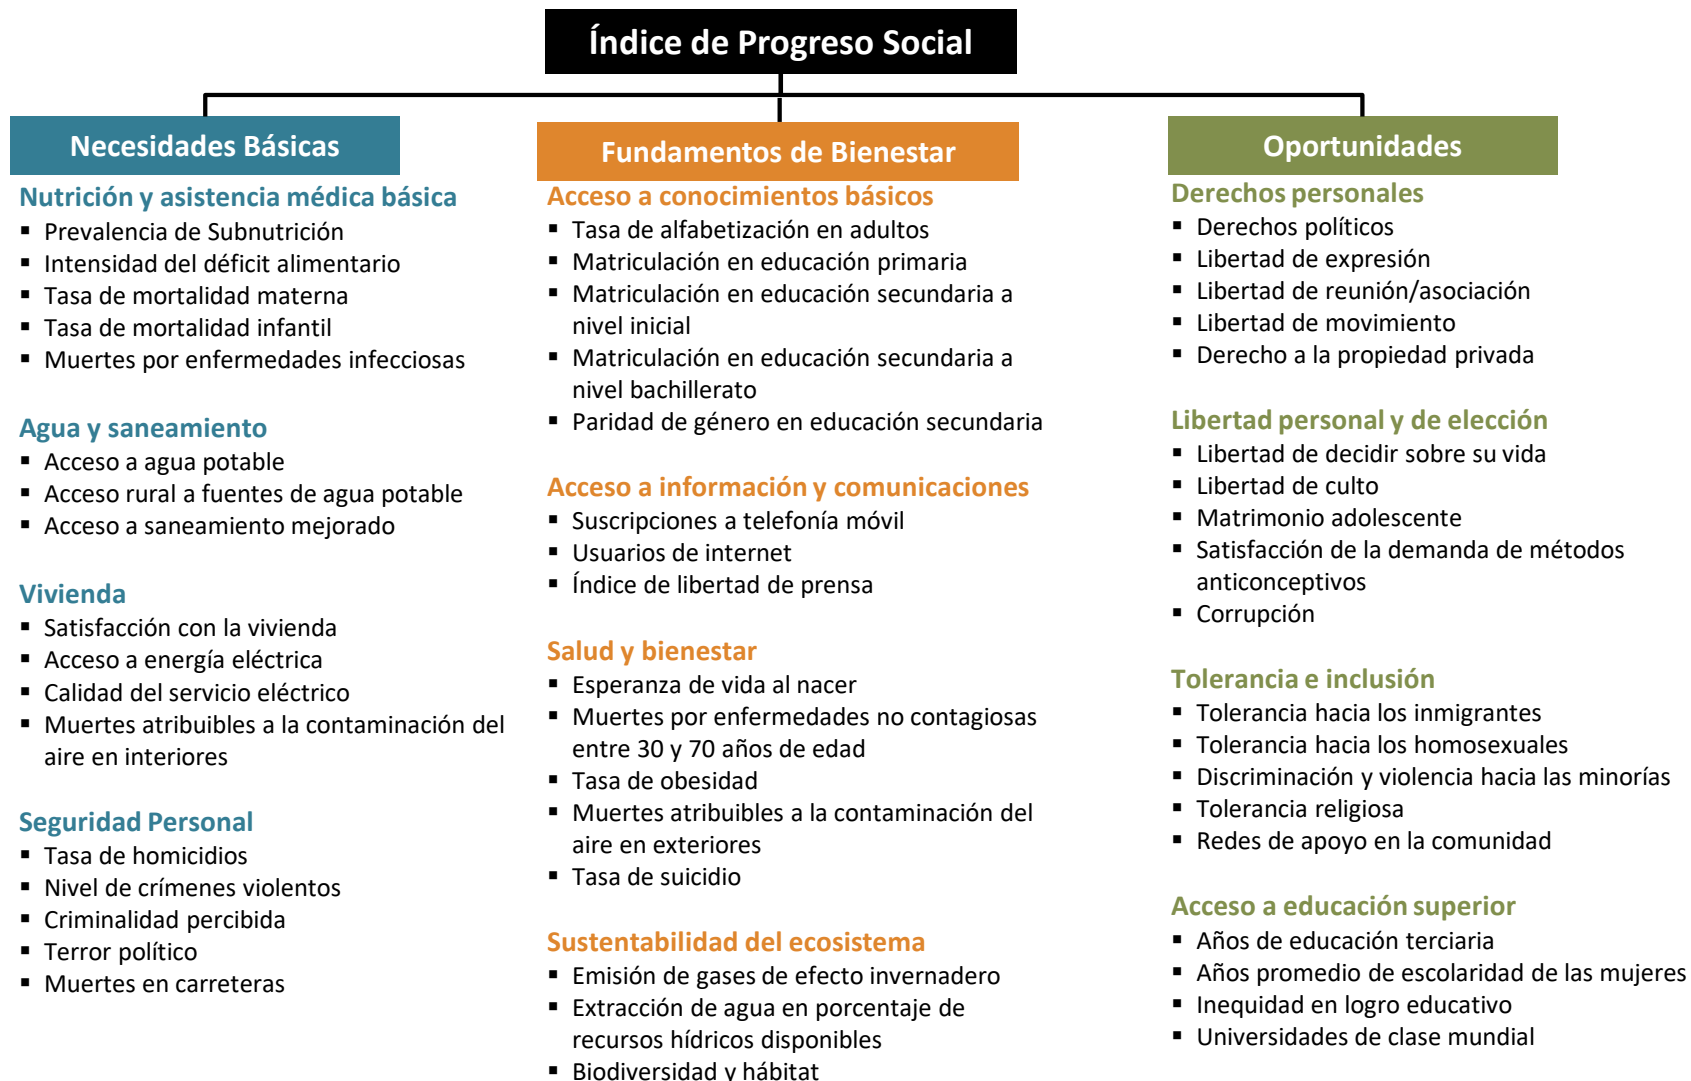 Índice de Progreso Social
Necesidades Básicas
Nutrición y asistencia médica básica
▪ Prevalencia de Subnutrición
▪ Intensidad del déficit alimentario
▪ Tasa de mortalidad materna
▪ Tasa de mortalidad infantil
▪ Muertes por enfermedades infecciosas
Agua y saneamiento
▪ Acceso a agua potable
▪ Acceso rural a fuentes de agua potable
▪ Acceso a saneamiento mejorado
Vivienda
▪ Satisfacción con la vivienda
▪ Acceso a energía eléctrica
▪ Calidad del servicio eléctrico
▪ Muertes atribuibles a la contaminación del
aire en interiores
Seguridad Personal
▪ Tasa de homicidios
▪ Nivel de crímenes violentos
▪ Criminalidad percibida
▪ Terror político
▪ Muertes en carreteras
Fundamentos de Bienestar
Acceso a conocimientos básicos
▪ Tasa de alfabetización en adultos
▪ Matriculación en educación primaria
▪ Matriculación en educación secundaria a
nivel inicial
▪ Matriculación en educación secundaria a
nivel bachillerato
▪ Paridad de género en educación secundaria
Acceso a información y comunicaciones
▪ Suscripciones a telefonía móvil
▪ Usuarios de internet
▪ Índice de libertad de prensa
Salud y bienestar
▪ Esperanza de vida al nacer
▪ Muertes por enfermedades no contagiosas
entre 30 y 70 años de edad
▪ Tasa de obesidad
▪ Muertes atribuibles a la contaminación del
aire en exteriores
▪ Tasa de suicidio
Sustentabilidad del ecosistema
▪ Emisión de gases de efecto invernadero
▪ Extracción de agua en porcentaje de
recursos hídricos disponibles
▪ Biodiversidad y hábitat
Oportunidades
Derechos personales
▪ Derechos políticos
▪ Libertad de expresión
▪ Libertad de reunión/asociación
▪ Libertad de movimiento
▪ Derecho a la propiedad privada
Libertad personal y de elección
▪ Libertad de decidir sobre su vida
▪ Libertad de culto
▪ Matrimonio adolescente
▪ Satisfacción de la demanda de métodos
anticonceptivos
▪ Corrupción
Tolerancia e inclusión
▪ Tolerancia hacia los inmigrantes
▪ Tolerancia hacia los homosexuales
▪ Discriminación y violencia hacia las minorías
▪ Tolerancia religiosa
▪ Redes de apoyo en la comunidad
Acceso a educación superior
▪ Años de educación terciaria
▪ Años promedio de escolaridad de las mujeres
▪ Inequidad en logro educativo
▪ Universidades de clase mundial